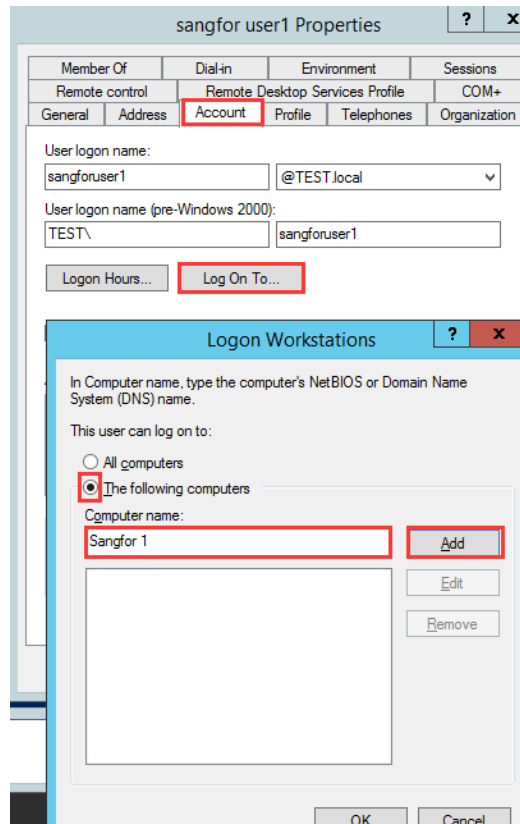 sangfor user1 Properties
? x
Member Of Dial-in Environment Sessions
Remote control Remote Desktop Services Profile COM+
General Address Account Profile Telephones Organization
User logon name:
sangforuser1 @TEST.local
User logon name (pre-Windows 2000):
TEST\ sangforuser1
Logon Hours... Log On To...
Logon Workstations
? x
In Computer name, type the computer's NetBIOS or Domain Name
System (DNS) name.
This user can log on to:
All computers
The following computers
Computer name:
Sangfor 1 Add
Edit
Remove
OK Cancel